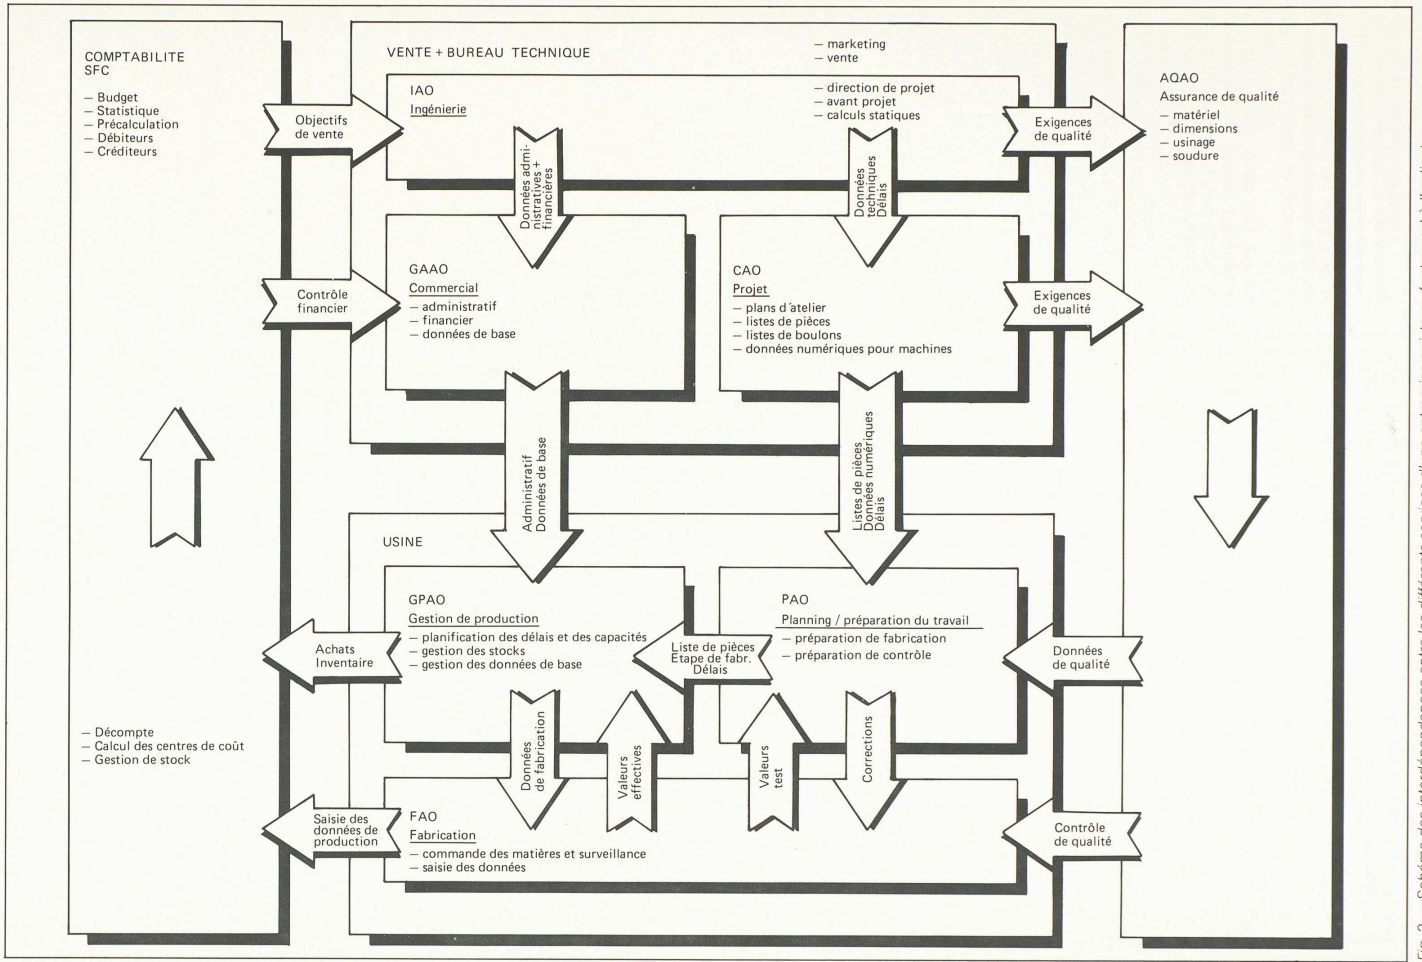 COMPTABILITE
SFC
— Budget
— Statistique
— Précalculation
— Débiteurs
— Créditeurs
Objectifs
de vente
Contrôle
financier
VENTE + BUREAU TECHNIQUE
— marketing
— vente
IAO
Ingénierie
— direction de projet
— avant projet
— calculs statiques
Exigences
de qualité
AQAO
Assurance de qualité
— matériel
— dimensions
— usinage
— soudure
Données admi-
nistratives +
financières
Données
techniques
Délais
GAAO
Commercial
— administratif
— financier
— données de base
CAO
Projet
— plans d'atelier
— listes de pièces
— listes de boulons
— données numériques pour machines
Exigences
de qualité
Administratif
Données de base
Listes de pièces
Données numériques
Délais
USINE
GPAO
Gestion de production
— planification des délais et des capacités
— gestion des stocks
— gestion des données de base
Liste de pièces
Etape de fabr.
Délais
PAO
Planning / préparation du travail
— préparation de fabrication
— préparation de contrôle
Données
de qualité
Achats
Inventaire
— Décompte
— Calcul des centres de coût
— Gestion de stock
Données
de fabrication
Valeurs
effectives
Valeurs
test
Corrections
Saisie des
données de
production
FAO
Fabrication
— commande des matières et surveillance
— saisie des données
Contrôle
de qualité